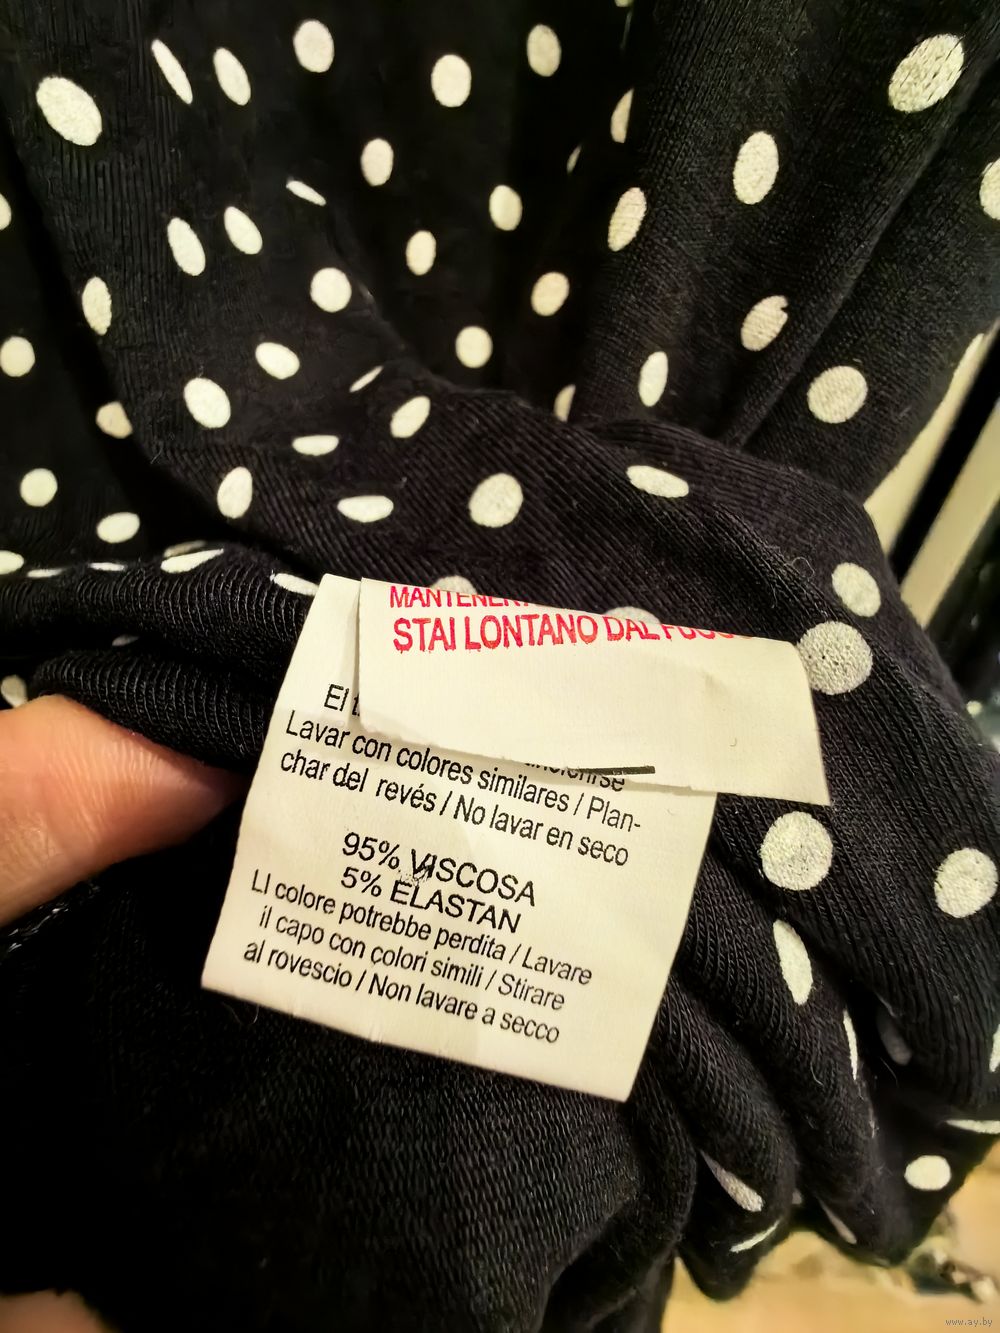 STAI LONTANO DAL
El
Lavar con colores similares / Plan-
char del revés / No lavar en seco
95% VISCOSA
5% ELASTAN
LI colore potrebbe perdita / Lavare
il capo con colori simili / Stirare
al rovescio / Non lavare a secco
www.ay.by